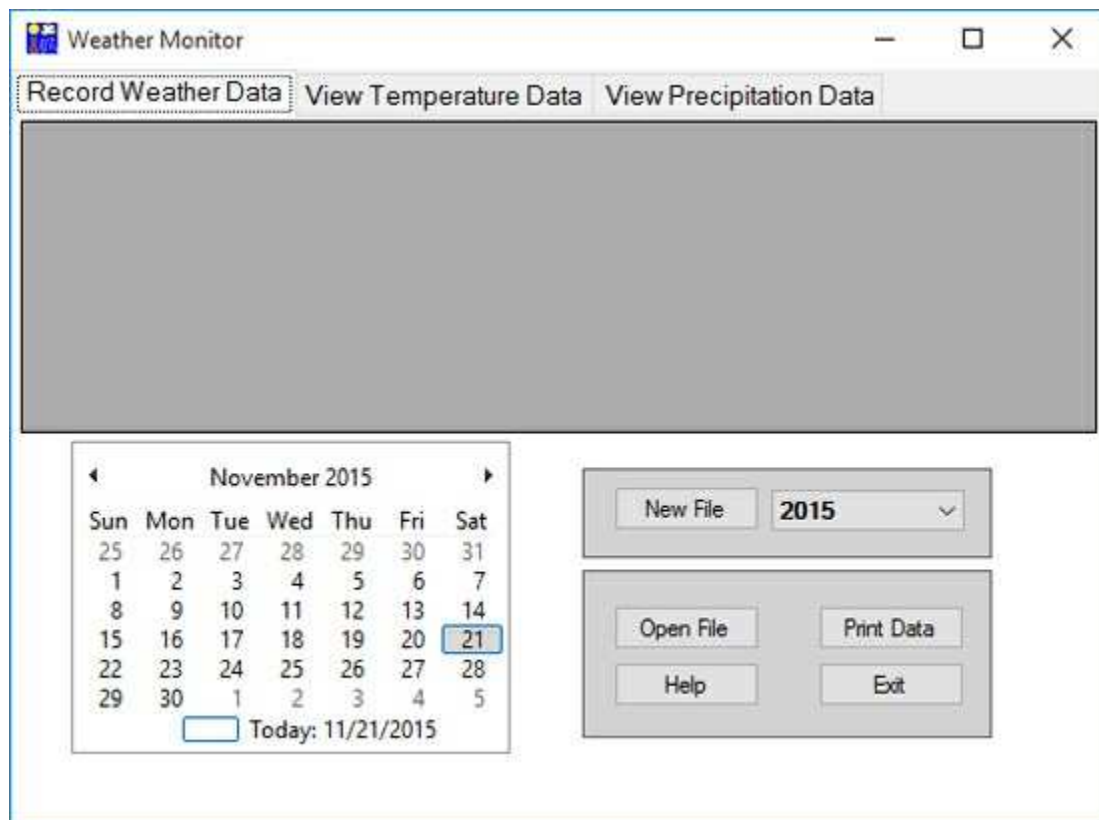 Weather Monitor
Record Weather Data View Temperature Data View Precipitation Data
November 2015
Sun Mon Tue Wed Thu Fri Sat
25 26 27 28 29 30 31
1 2 3 4 5 6 7
8 9 10 11 12 13 14
15 16 17 18 19 20 21
22 23 24 25 26 27 28
29 30 1 2 3 4 5
Today: 11/21/2015
New File 2015
Open File Print Data
Help Exit